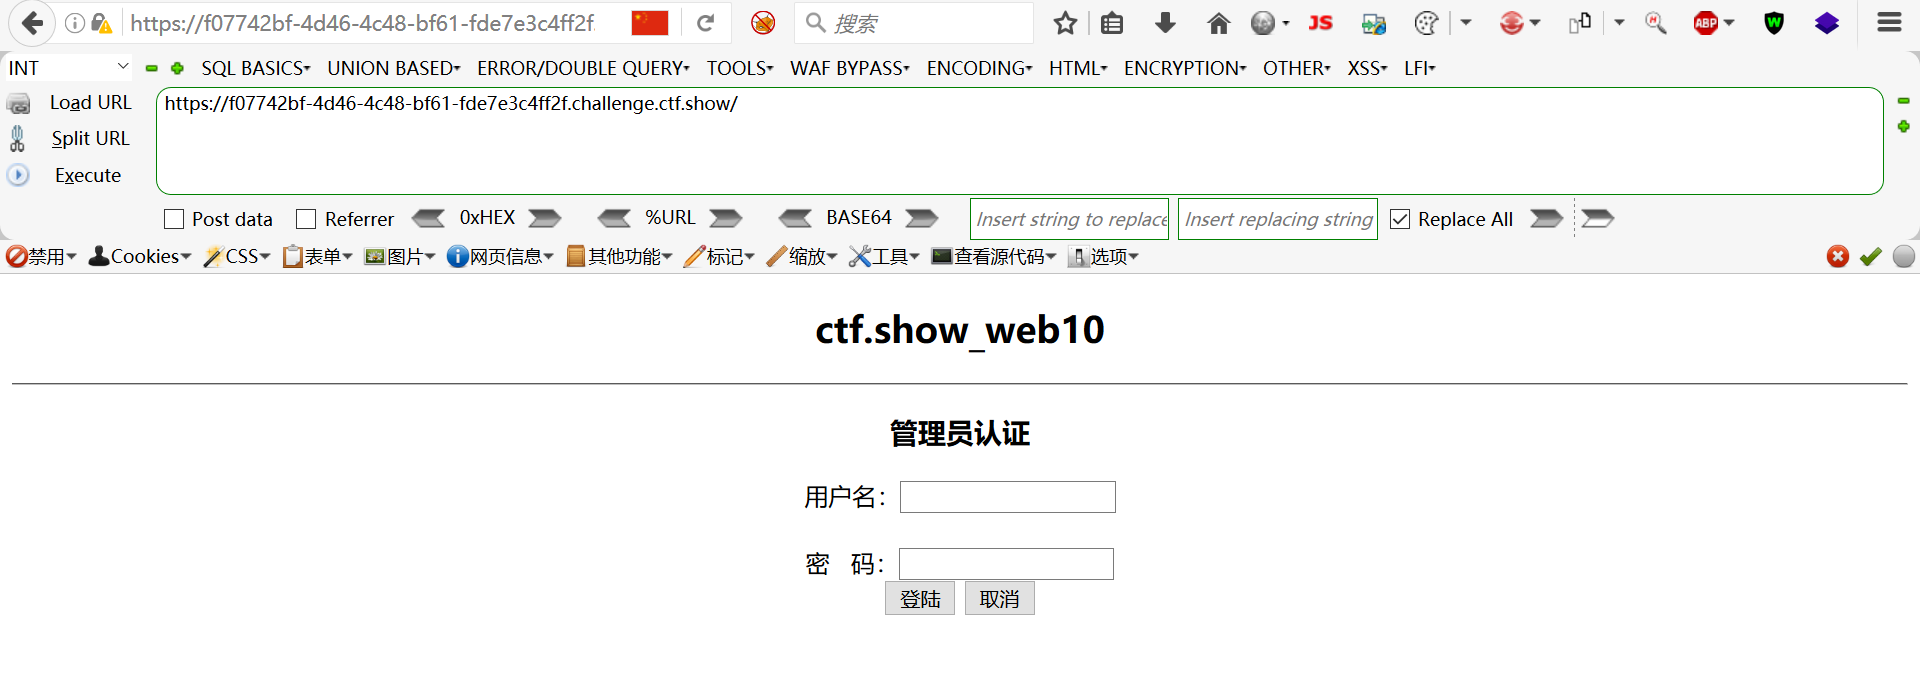 https://f07742bf-4d46-4c48-bf61-fde7e3c4ff2f. 搜索 JS ABP W
INT SQL BASICS UNION BASED ERROR/DOUBLE QUERY TOOLS WAF BYPASS ENCODING HTML ENCRYPTION OTHER XSS LFI
Load URL https://f07742bf-4d46-4c48-bf61-fde7e3c4ff2f.challenge.ctf.show/
Split URL
Execute
Post data Referrer 0xHEX %URL BASE64 Insert string to replace Insert replacing string Replace All
禁用 Cookies CSS 表单 图片 网页信息 其他功能 标记 缩放 工具 查看源代码 选项
ctf.show_web10
管理员认证
用户名：
密 码：
登陆 取消